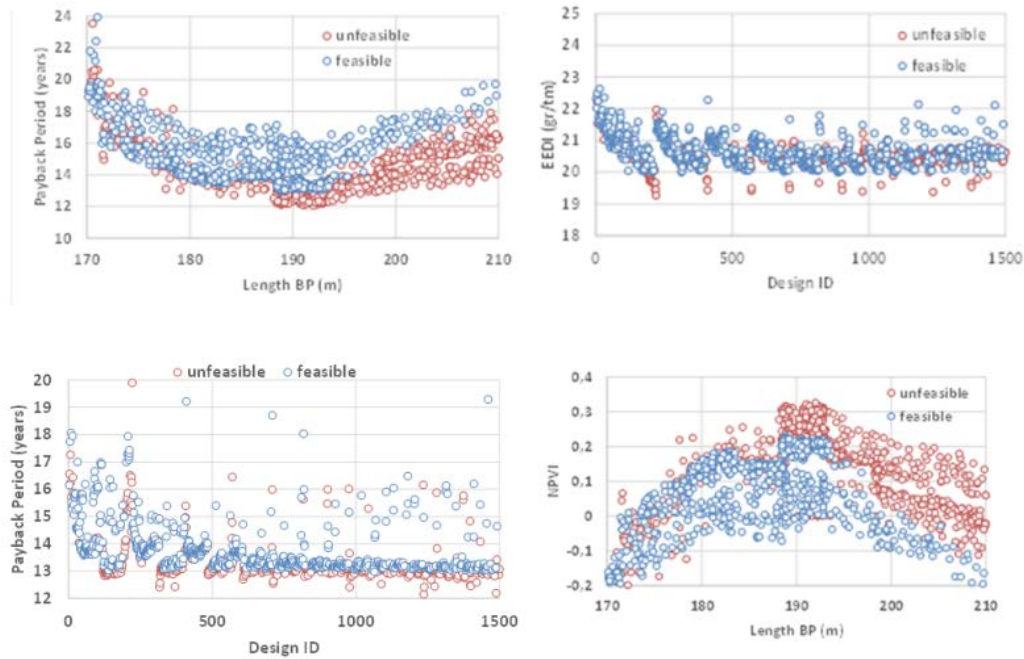 24
22
20
18
16
14
12
10
Payback Period (years)
unfeasible
feasible
170 180 190 200 210
Length BP (m)
25
24
23
22
21
20
19
18
EEDI (gr/tm)
unfeasible
feasible
0 500 1000 1500
Design ID
unfeasible feasible
20
19
18
17
16
15
14
13
12
Payback Period (years)
0 500 1000 1500
Design ID
0,4
0,3
0,2
0,1
0
-0,1
-0,2
NPVI
unfeasible
feasible
170 180 190 200 210
Length BP (m)